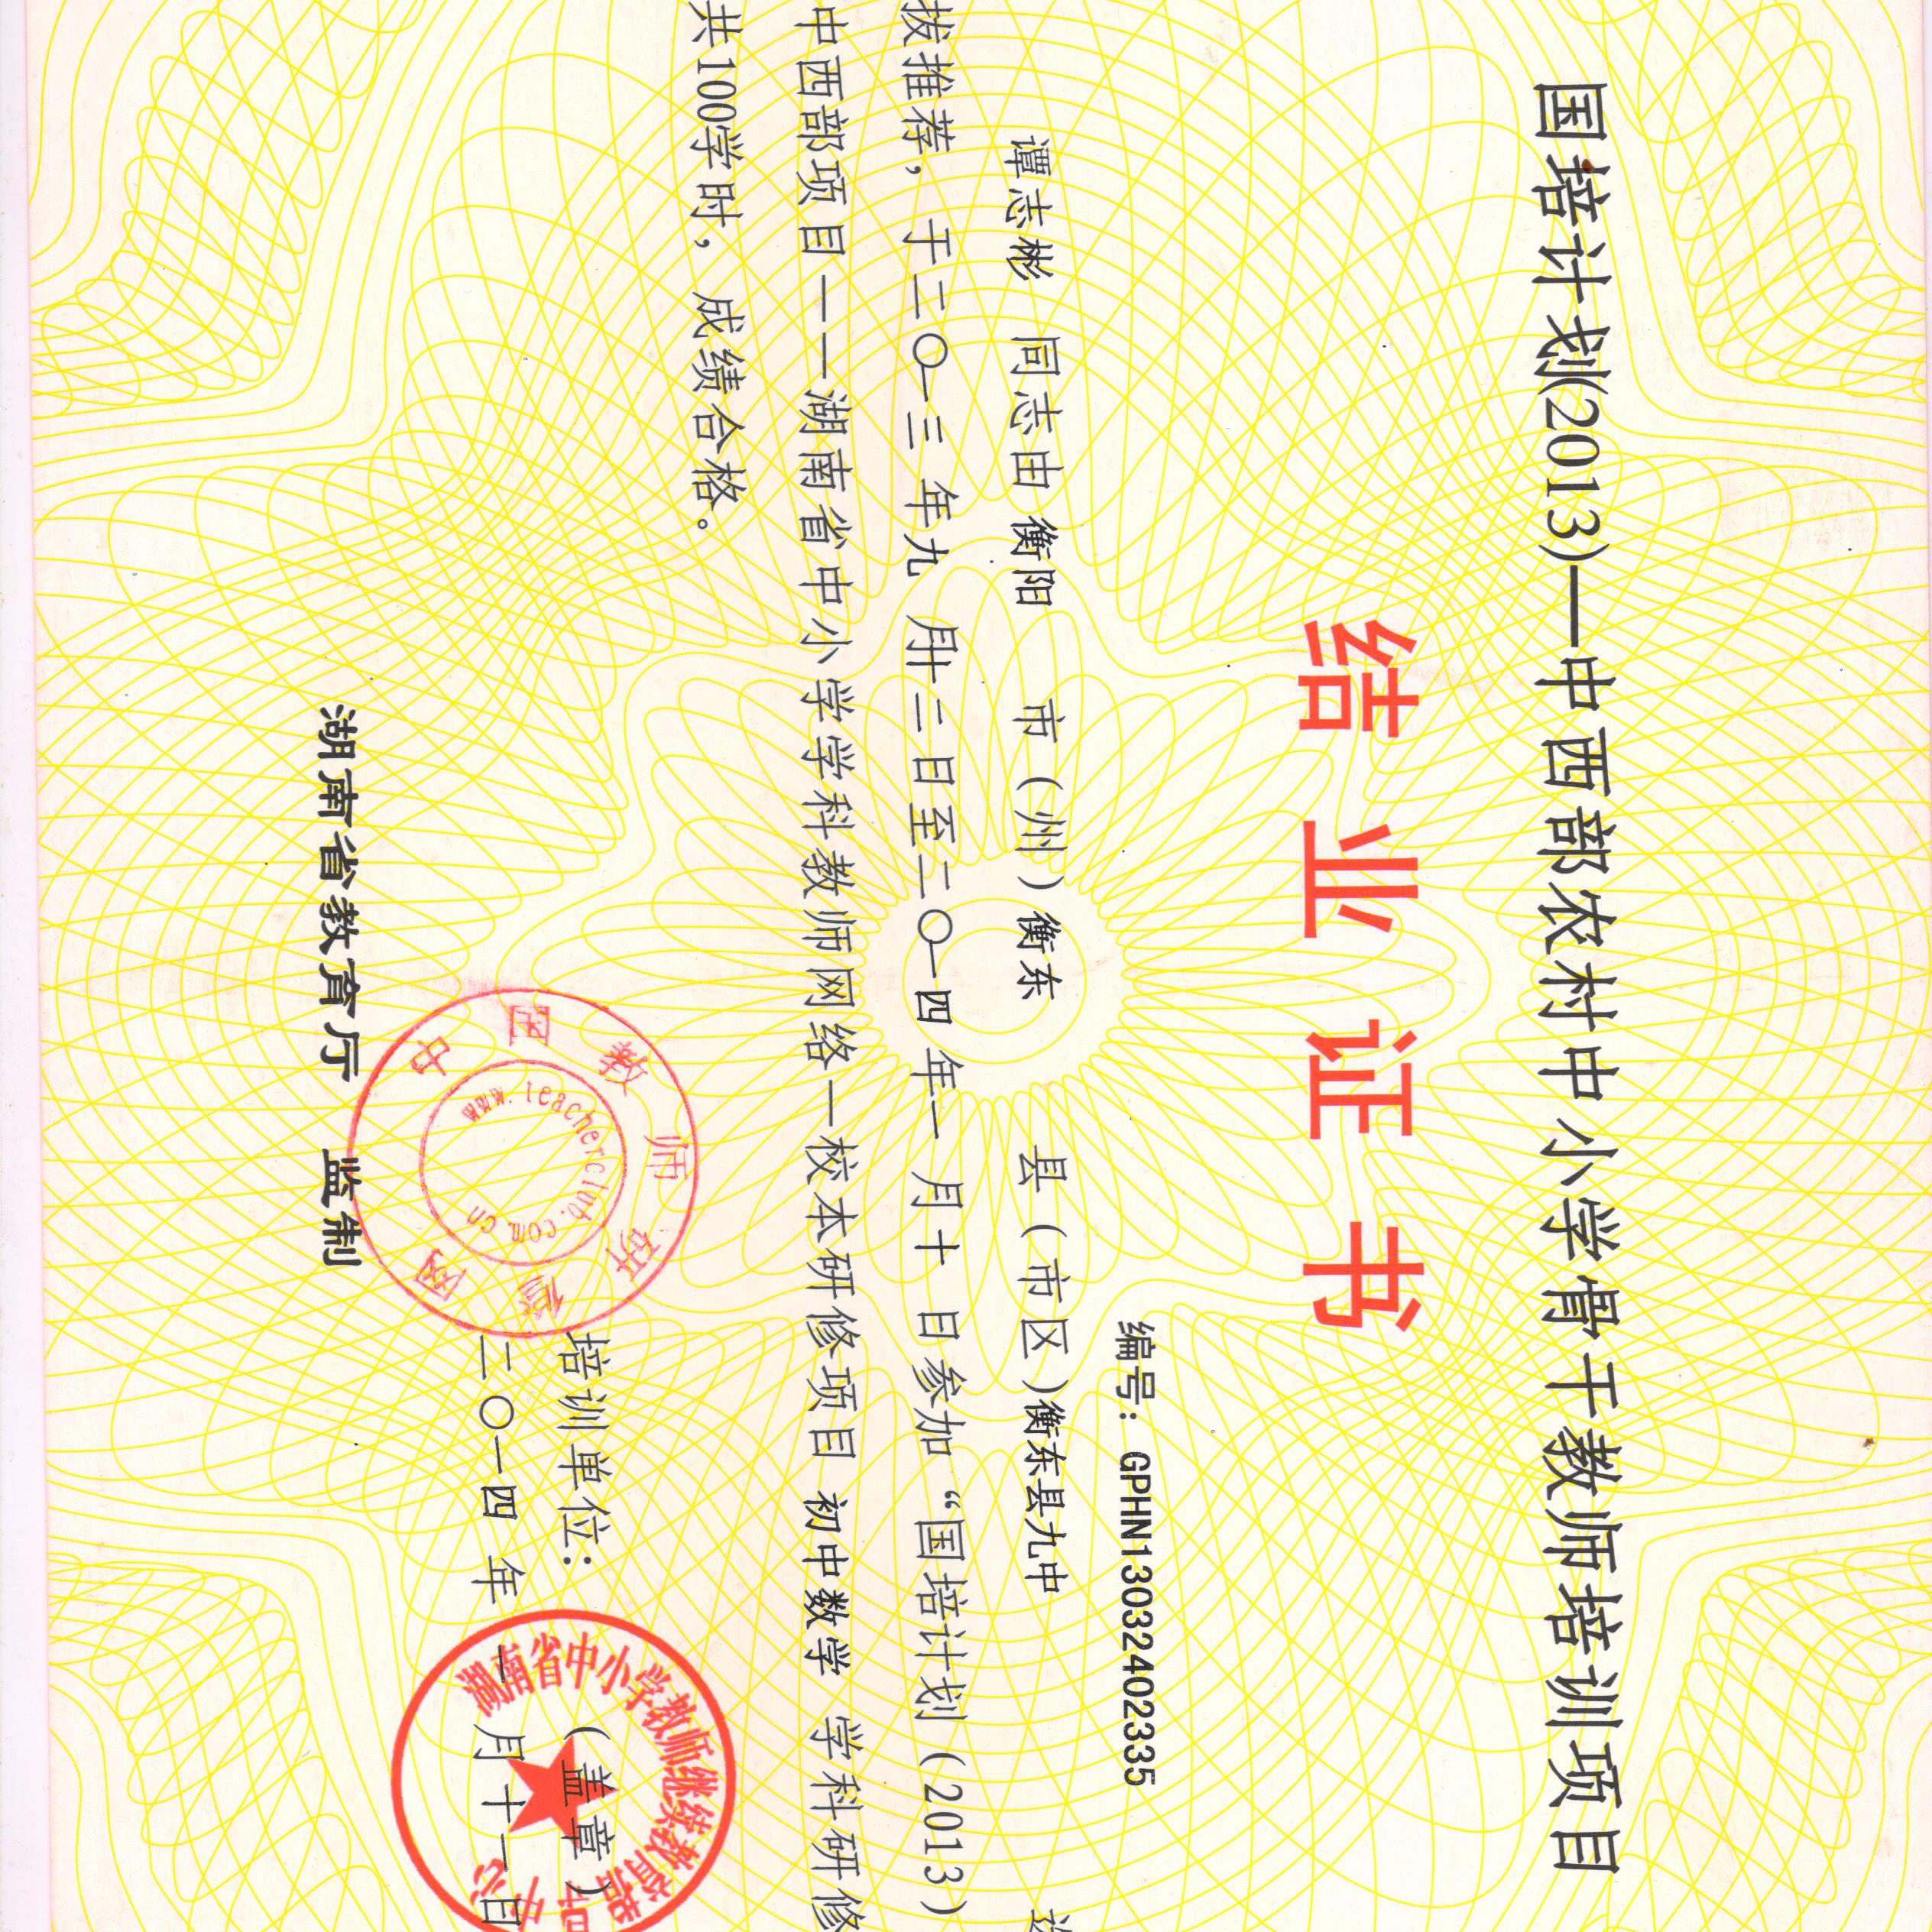 国培计划(2013)—中西部农村中小学骨干教师培训项目
结业证书
编号：GPHN13032402335
谭志彬 同志由 衡阳 市（州）衡东 县（市区）衡东县九中
拔推荐，于二〇一三 年九 月十二日至二〇一四 年一 月十 日参加“国培计划（2013）
中西部项目——湖南省中小学学科教师网络—校本研修项目 初中数学 学科研修
共100学时，成绩合格。
培训单位： （盖章）
二〇一四 年 一 月十一日
湖南省教育厅 监制
中国教师研修网
www.teacherclub.com.cn
湖南省中小学教师继续教育指 中心